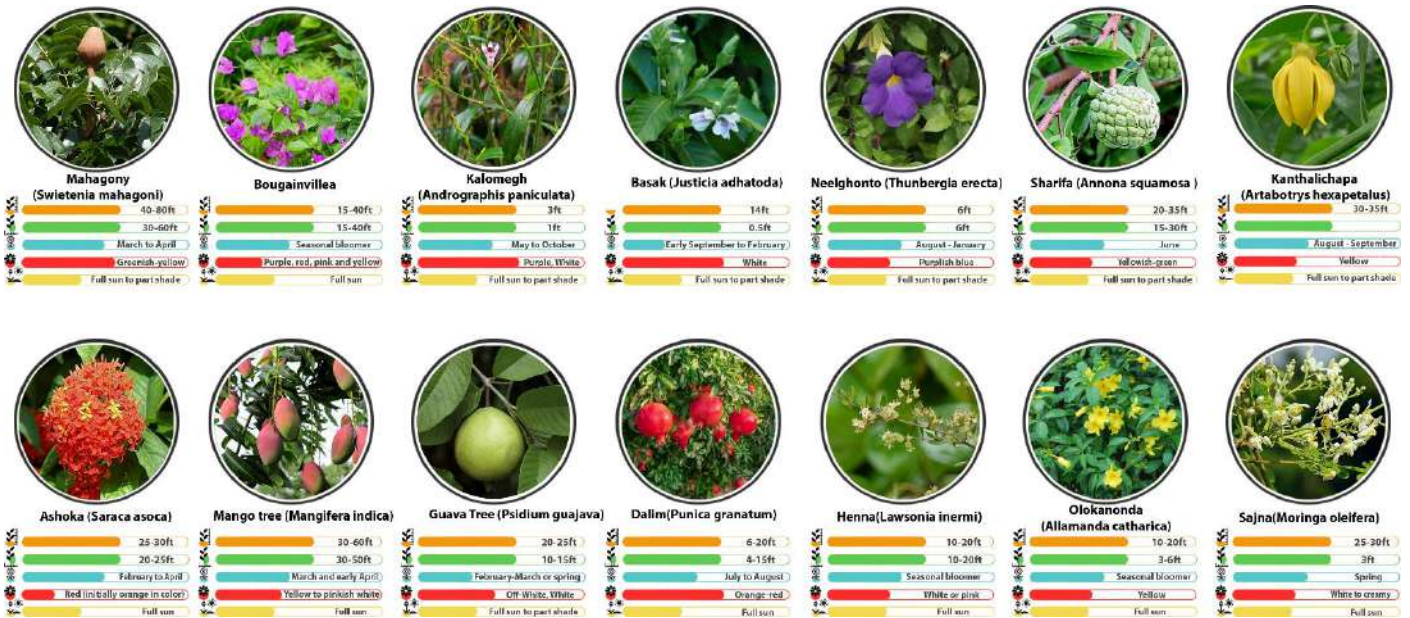 Mahagony
(Swietenia mahagoni)
40-80ft
30-60ft
March to April
Greenish-yellow
Full sun to part shade
Bougainvillea
15-40ft
15-40ft
Seasonal bloomer
Purple, red, pink and yellow
Full sun
Kalomegh
(Andrographis paniculata)
3ft
1ft
May to October
Purple, White
Full sun to part shade
Basak (Justicia adhatoda)
14ft
0.5ft
Early September to February
White
Full sun to part shade
Neelghonto (Thunbergia erecta)
6ft
6ft
August - January
Purplish blue
Full sun to part shade
Sharifa (Annona squamosa )
20-35ft
15-30ft
June
Yellowish-green
Full sun to part shade
Kanthalichapa
(Artabotrys hexapetalus)
30-35ft
August - September
Yellow
Full sun to part shade
Ashoka (Saraca asoca)
25-30ft
20-25ft
February to April
Red (initially orange in color)
Full sun
Mango tree (Mangifera indica)
30-60ft
30-50ft
March and early April
Yellow to pinkish white
Full sun
Guava Tree (Psidium guajava)
20-25ft
10-15ft
February-March or spring
Off-White, White
Full sun to part shade
Dalim(Punica granatum)
6-20ft
4-15ft
July to August
Orange-red
Full sun
Henna(Lawsonia inermi)
10-20ft
10-20ft
Seasonal bloomer
White or pink
Full sun
Olokanonda
(Allamanda catharica)
10-20ft
3-6ft
Seasonal bloomer
Yellow
Full sun
Sajna(Moringa oleifera)
25-30ft
3ft
Spring
White to creamy
Full sun